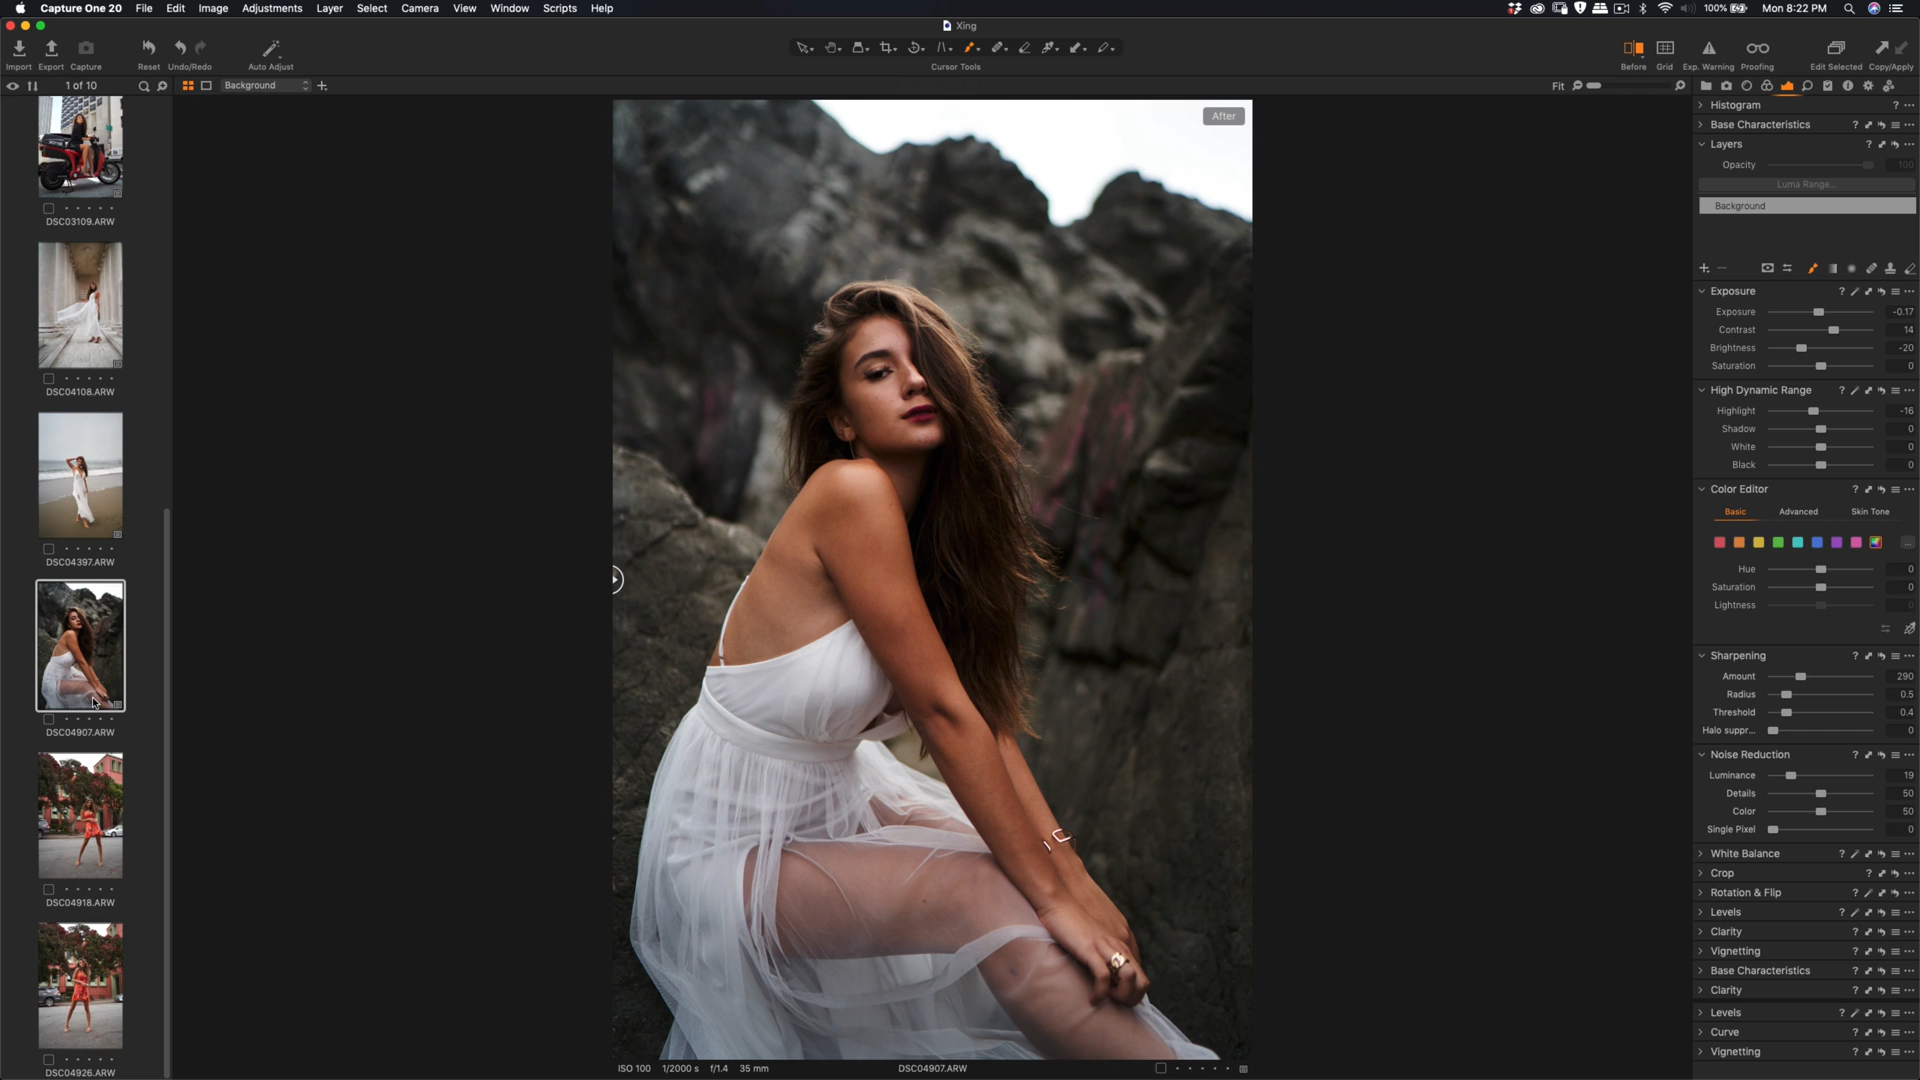 Capture One 20 File Edit Image Adjustments Layer Select Camera View Window Scripts Help
100% Mon 8:22 PM
Xing
Import Export Capture Reset Undo/Redo Auto Adjust
Cursor Tools
Before Grid Exp. Warning Proofing Edit Selected Copy/Apply
1 of 10
Background
Fit
DSC03109.ARW
DSC04108.ARW
DSC04397.ARW
DSC04907.ARW
DSC04918.ARW
DSC04926.ARW
After
ISO 100 1/2000 s f/1.4 35 mm
DSC04907.ARW
Histogram
Base Characteristics
Layers
Opacity 100
Luma Range...
Background
Exposure
Exposure -0.17
Contrast 14
Brightness -20
Saturation 0
High Dynamic Range
Highlight -16
Shadow 0
White 0
Black 0
Color Editor
Basic Advanced Skin Tone
Hue 0
Saturation 0
Lightness 0
Sharpening
Amount 290
Radius 0.5
Threshold 0.4
Halo suppr... 0
Noise Reduction
Luminance 19
Details 50
Color 50
Single Pixel 0
White Balance
Crop
Rotation & Flip
Levels
Clarity
Vignetting
Base Characteristics
Clarity
Levels
Curve
Vignetting